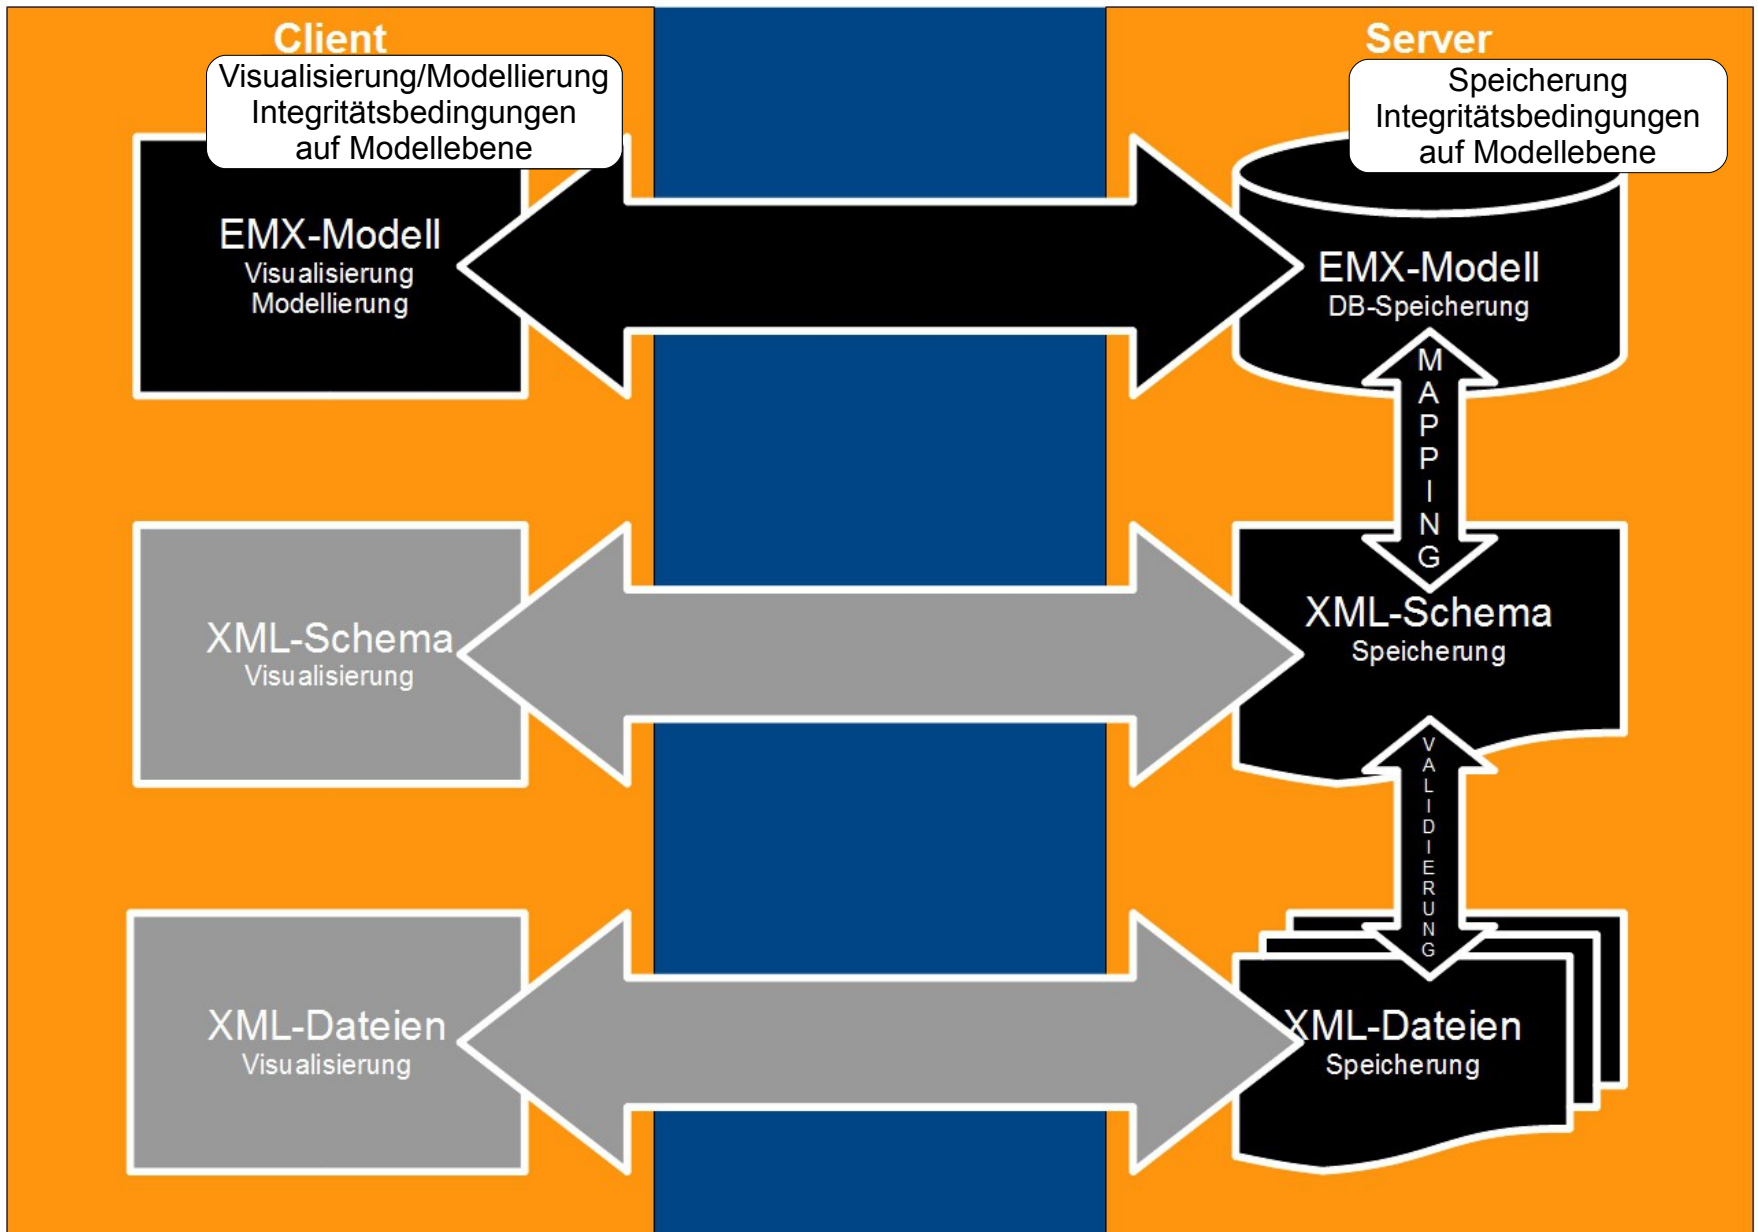 Client
Visualisierung/Modellierung
Integritätsbedingungen
auf Modellebene
EMX-Modell
Visualisierung
Modellierung
XML-Schema
Visualisierung
XML-Dateien
Visualisierung
Server
Speicherung
Integritätsbedingungen
auf Modellebene
EMX-Modell
DB-Speicherung
MAPPING
XML-Schema
Speicherung
VALIDIERUNG
XML-Dateien
Speicherung